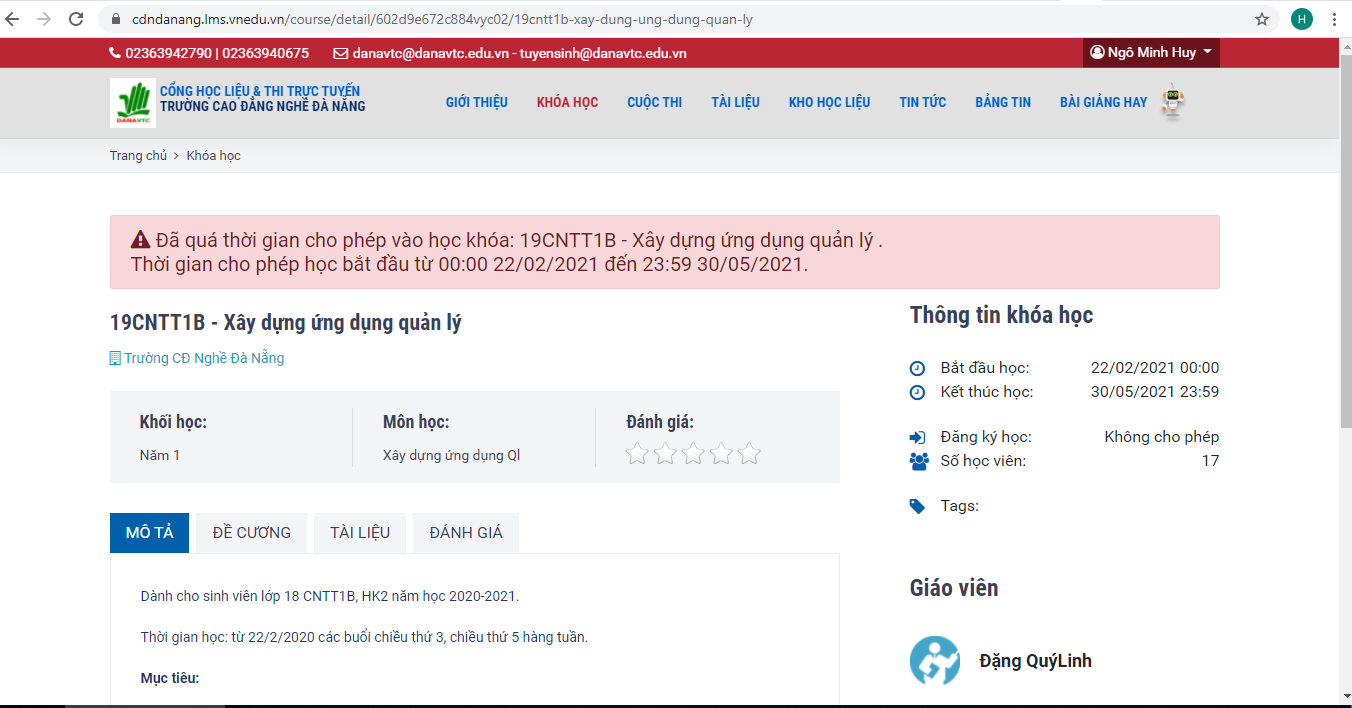 cdndanang.lms.vnedu.vn/course/detail/602d9e672c884vyc02/19cntt1b-xay-dung-ung-dung-quan-ly
H
02363942790 | 02363940675 danavtc@danavtc.edu.vn - tuyensinh@danavtc.edu.vn
Ngô Minh Huy
DANAVTC
CỔNG HỌC LIỆU & THI TRỰC TUYẾN
TRƯỜNG CAO ĐẲNG NGHỀ ĐÀ NẴNG
GIỚI THIỆU KHÓA HỌC CUỘC THI TÀI LIỆU KHO HỌC LIỆU TIN TỨC BẢNG TIN BÀI GIẢNG HAY
Trang chủ > Khóa học
Đã quá thời gian cho phép vào học khóa: 19CNTT1B - Xây dựng ứng dụng quản lý .
Thời gian cho phép học bắt đầu từ 00:00 22/02/2021 đến 23:59 30/05/2021.
19CNTT1B - Xây dựng ứng dụng quản lý
Trường CĐ Nghề Đà Nẵng
Khối học: Môn học: Đánh giá:
Năm 1 Xây dựng ứng dụng Ql
MÔ TẢ ĐỀ CƯƠNG TÀI LIỆU ĐÁNH GIÁ
Dành cho sinh viên lớp 18 CNTT1B, HK2 năm học 2020-2021.
Thời gian học: từ 22/2/2020 các buổi chiều thứ 3, chiều thứ 5 hàng tuần.
Mục tiêu:
Thông tin khóa học
Bắt đầu học: 22/02/2021 00:00
Kết thúc học: 30/05/2021 23:59
Đăng ký học: Không cho phép
Số học viên: 17
Tags:
Giáo viên
Đặng QuýLinh